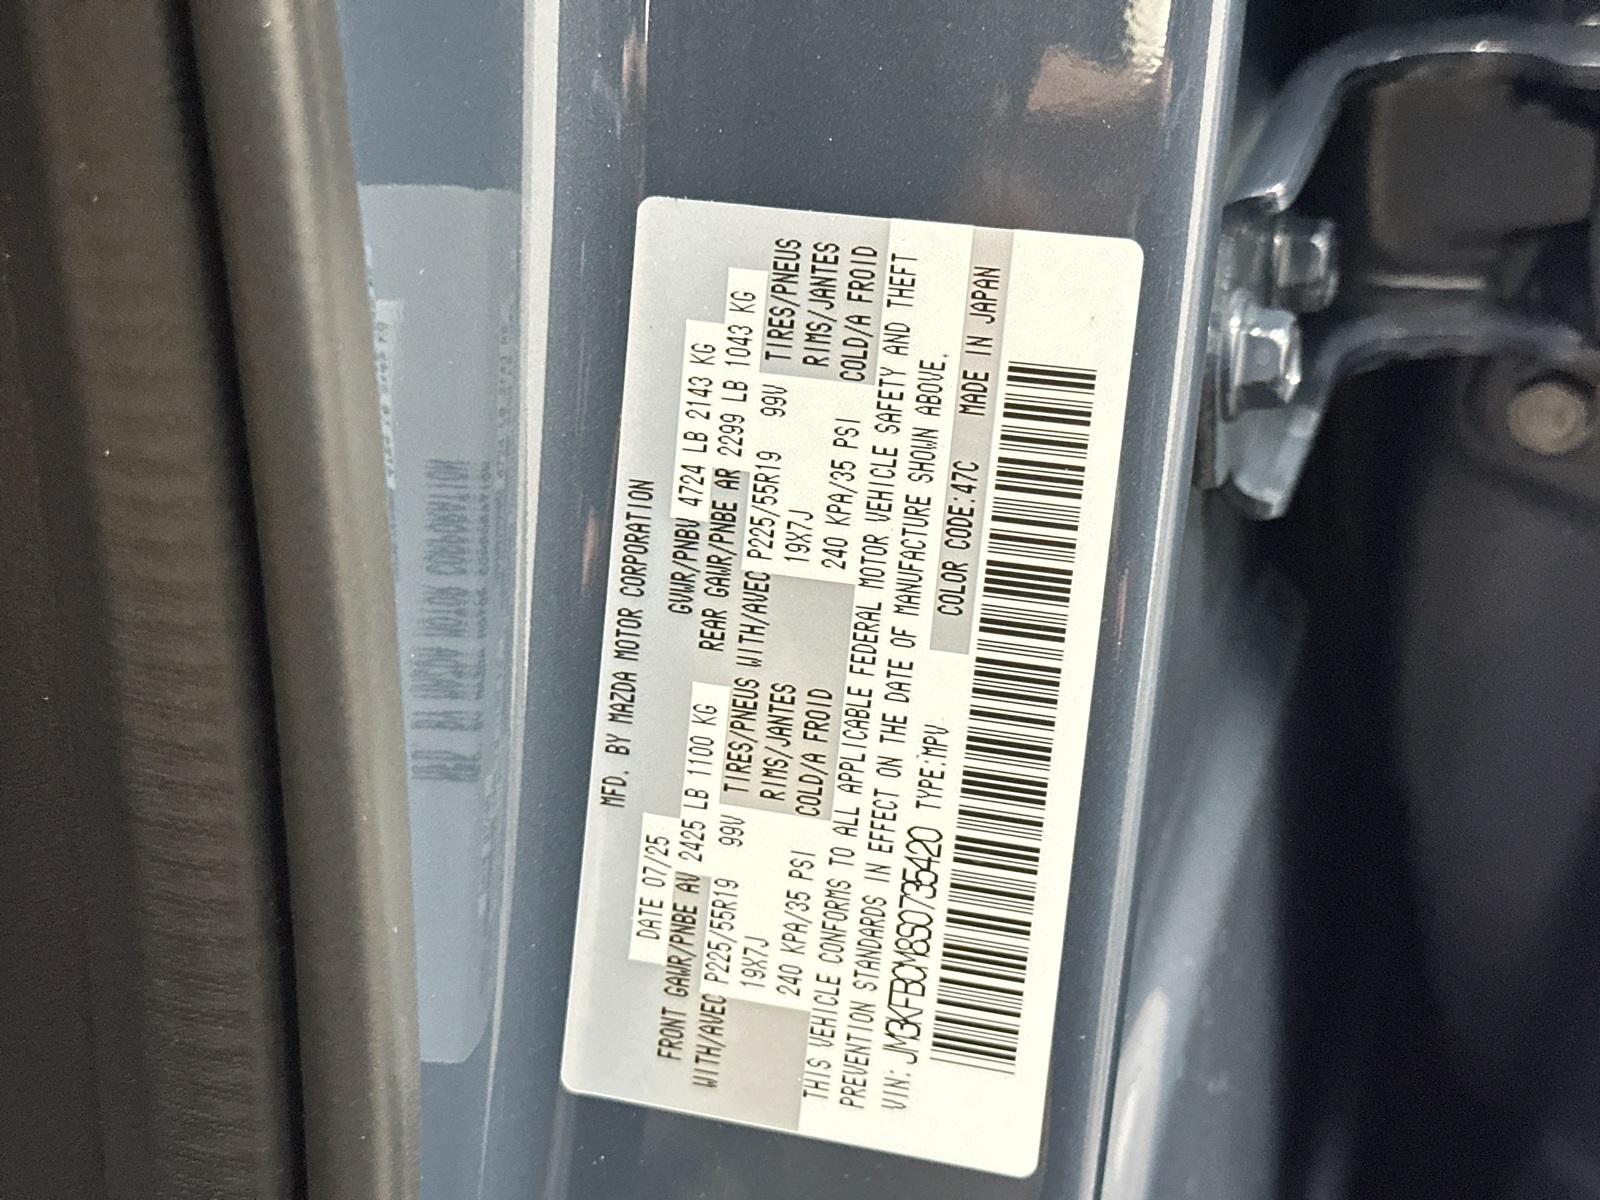 MFD. BY MAZDA MOTOR CORPORATION
DATE 07/25 GVWR/PNBV 4724 LB 2143 KG
FRONT GAWR/PNBE AV 2425 LB 1100 KG REAR GAWR/PNBE AR 2299 LB 1043 KG
WITH/AVEC P225/55R19 99V TIRES/PNEUS WITH/AVEC P225/55R19 99V TIRES/PNEUS
19X7J RIMS/JANTES 19X7J RIMS/JANTES
240 KPA/35 PSI COLD/A FROID 240 KPA/35 PSI COLD/A FROID
THIS VEHICLE CONFORMS TO ALL APPLICABLE FEDERAL MOTOR VEHICLE SAFETY AND THEFT
PREVENTION STANDARDS IN EFFECT ON THE DATE OF MANUFACTURE SHOWN ABOVE.
VIN: JM3KFBCM8S0735420 TYPE:MPV COLOR CODE:47C MADE IN JAPAN